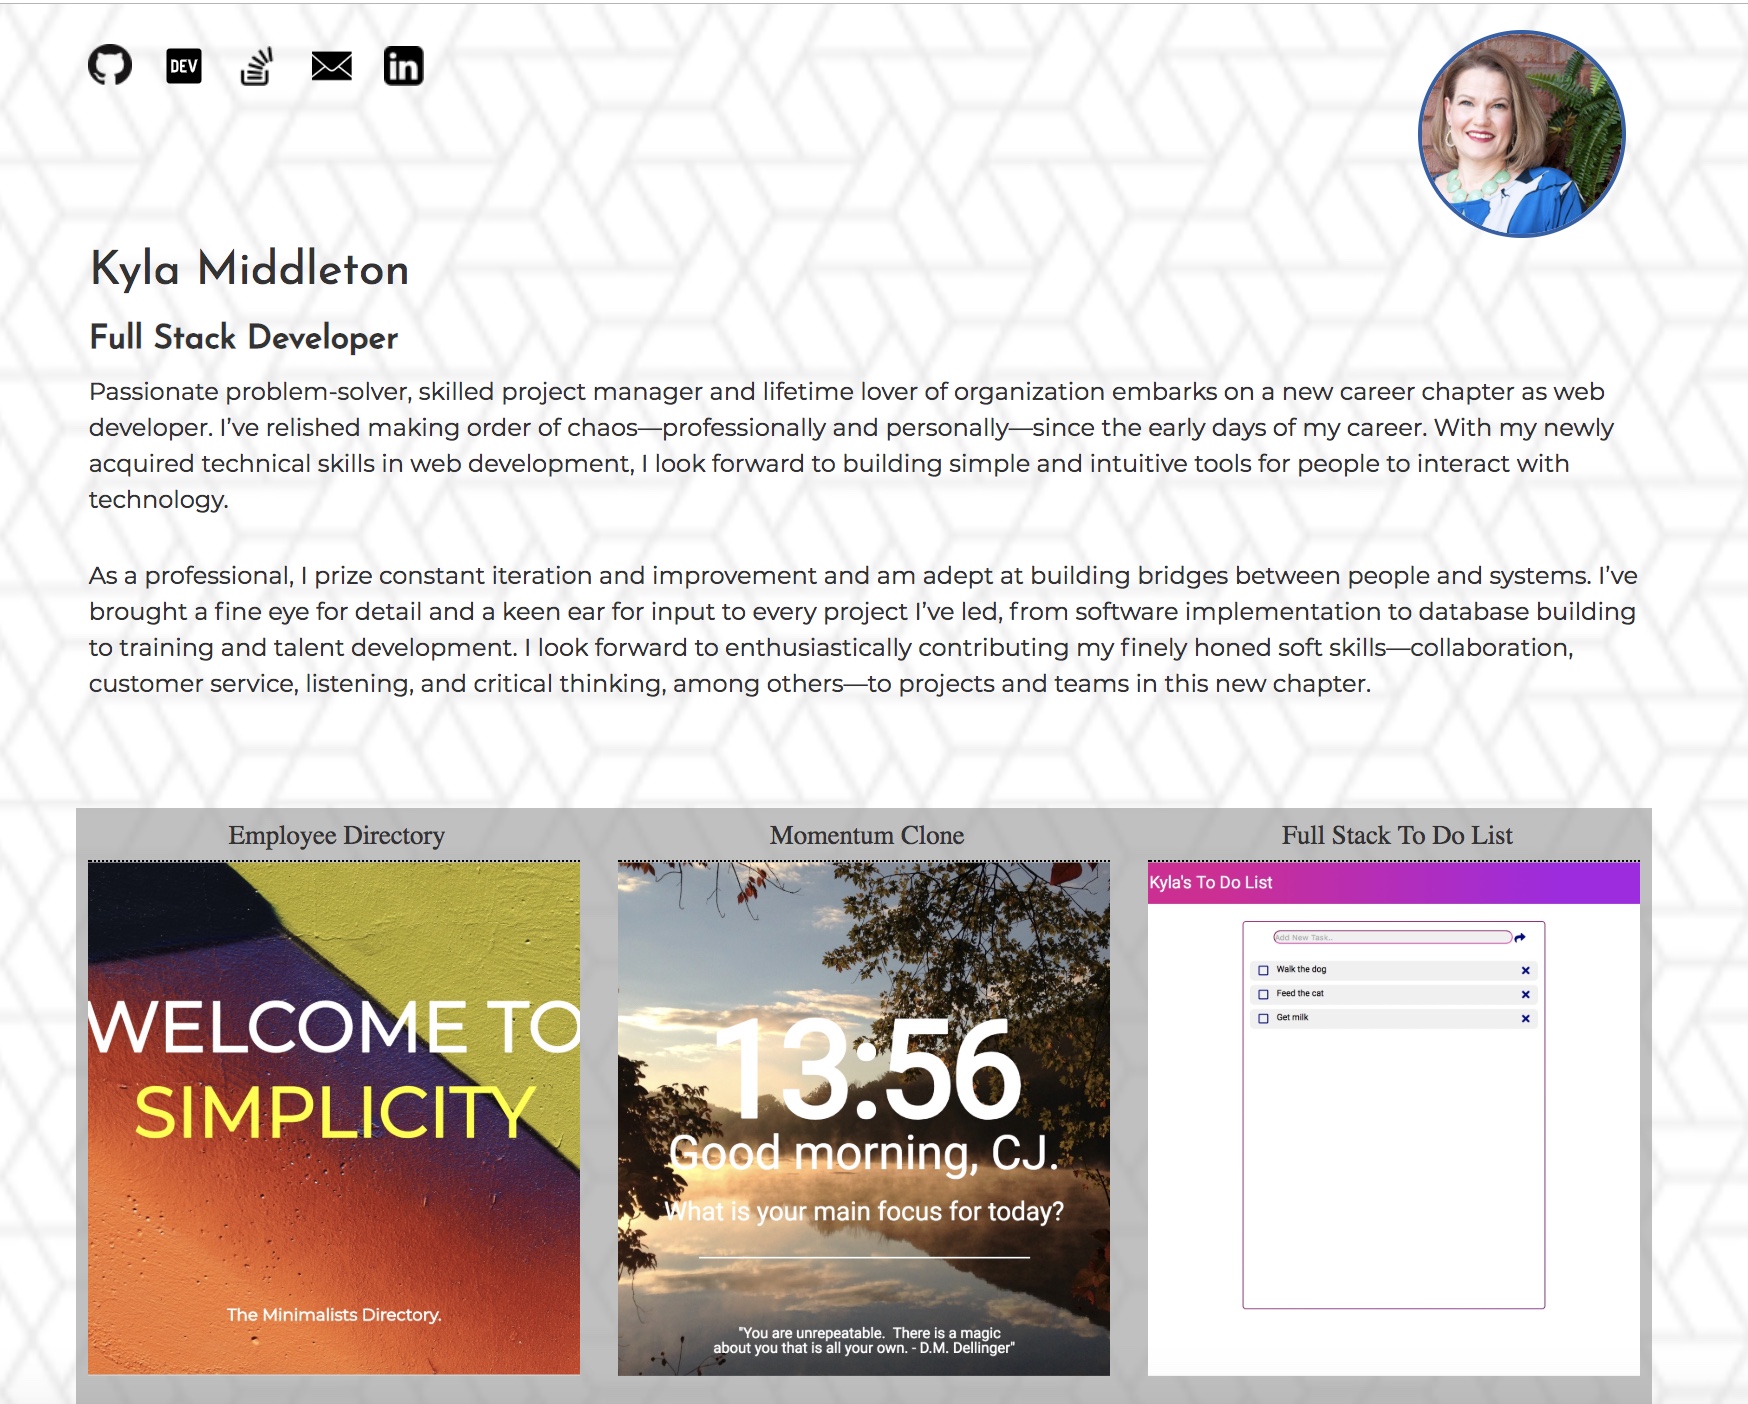 DEV
in
Kyla Middleton
Full Stack Developer
Passionate problem-solver, skilled project manager and lifetime lover of organization embarks on a new career chapter as web
developer. I’ve relished making order of chaos—professionally and personally—since the early days of my career. With my newly
acquired technical skills in web development, I look forward to building simple and intuitive tools for people to interact with
technology.
As a professional, I prize constant iteration and improvement and am adept at building bridges between people and systems. I’ve
brought a fine eye for detail and a keen ear for input to every project I’ve led, from software implementation to database building
to training and talent development. I look forward to enthusiastically contributing my finely honed soft skills—collaboration,
customer service, listening, and critical thinking, among others—to projects and teams in this new chapter.
Employee Directory
WELCOME TO
SIMPLICITY
The Minimalists Directory.
Momentum Clone
13:56
Good morning, CJ.
What is your main focus for today?
"You are unrepeatable. There is a magic
about you that is all your own. - D.M. Dellinger"
Full Stack To Do List
Kyla's To Do List
Add New Task..
Walk the dog
Feed the cat
Get milk